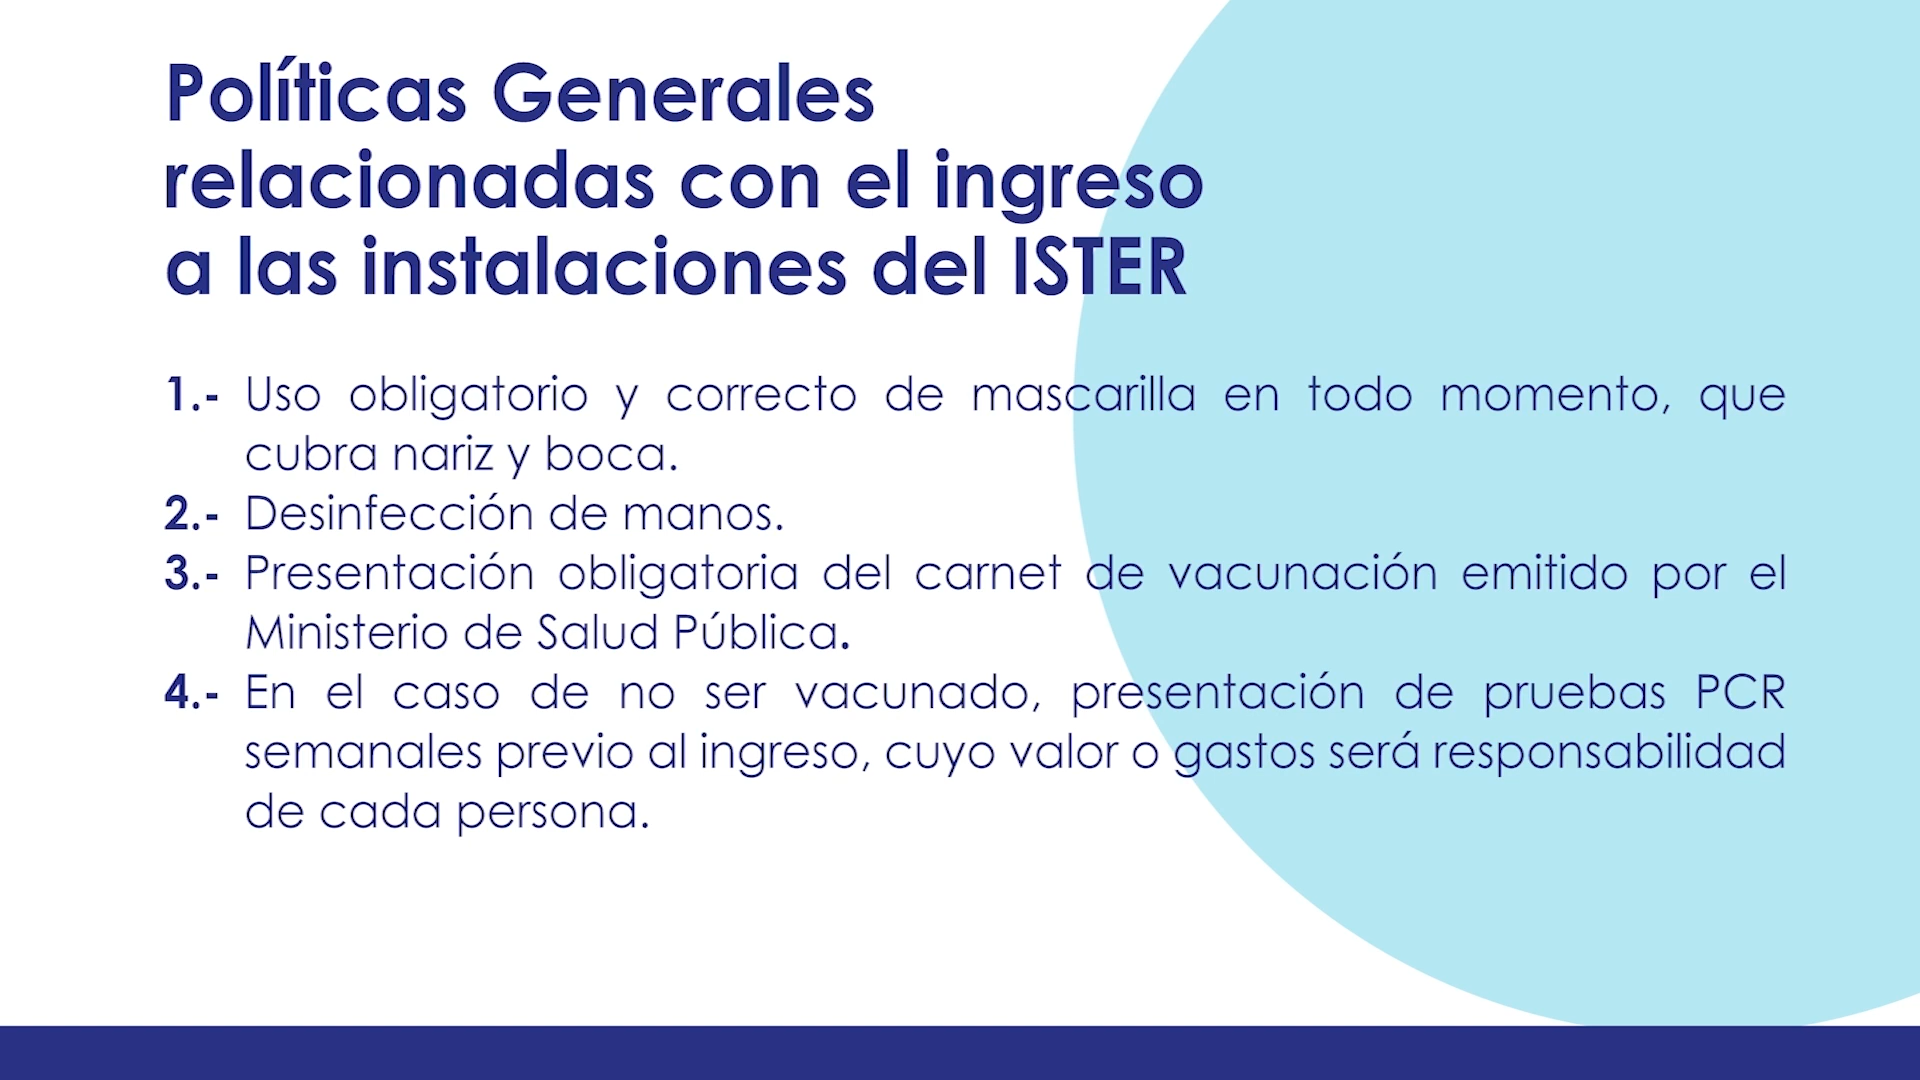 Políticas Generales
relacionadas con el ingreso
a las instalaciones del ISTER
1.- Uso obligatorio y correcto de mascarilla en todo momento, que
cubra nariz y boca.
2.- Desinfección de manos.
3.- Presentación obligatoria del carnet de vacunación emitido por el
Ministerio de Salud Pública.
4.- En el caso de no ser vacunado, presentación de pruebas PCR
semanales previo al ingreso, cuyo valor o gastos será responsabilidad
de cada persona.